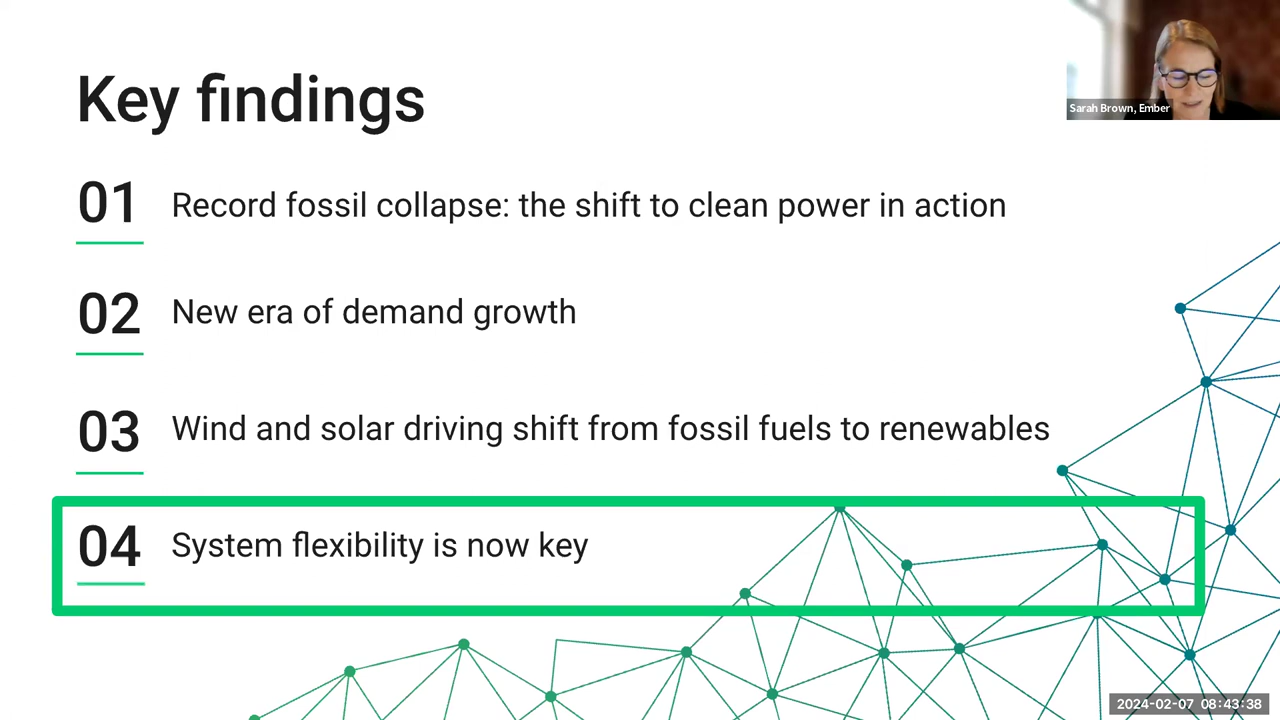 Key findings
Sarah Brown, Ember
01 Record fossil collapse: the shift to clean power in action
02 New era of demand growth
03 Wind and solar driving shift from fossil fuels to renewables
04 System flexibility is now key
2024-02-07 08:43:38